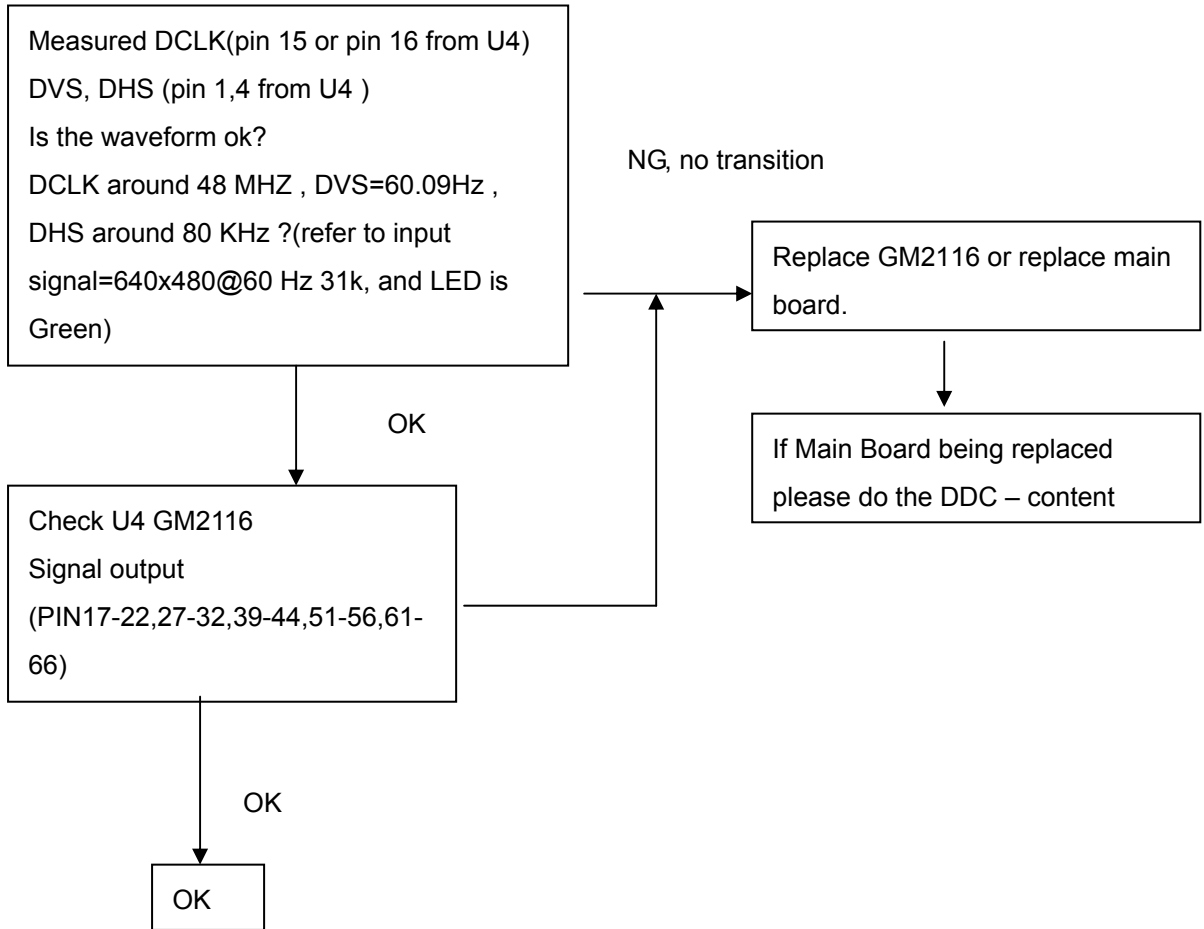 Measured DCLK(pin 15 or pin 16 from U4)
DVS, DHS (pin 1,4 from U4 )
Is the waveform ok?
DCLK around 48 MHZ , DVS=60.09Hz ,
DHS around 80 KHz ?(refer to input
signal=640x480@60 Hz 31k, and LED is
Green)
NG, no transition
Replace GM2116 or replace main
board.
OK
If Main Board being replaced
please do the DDC – content
Check U4 GM2116
Signal output
(PIN17-22,27-32,39-44,51-56,61-
66)
OK
OK